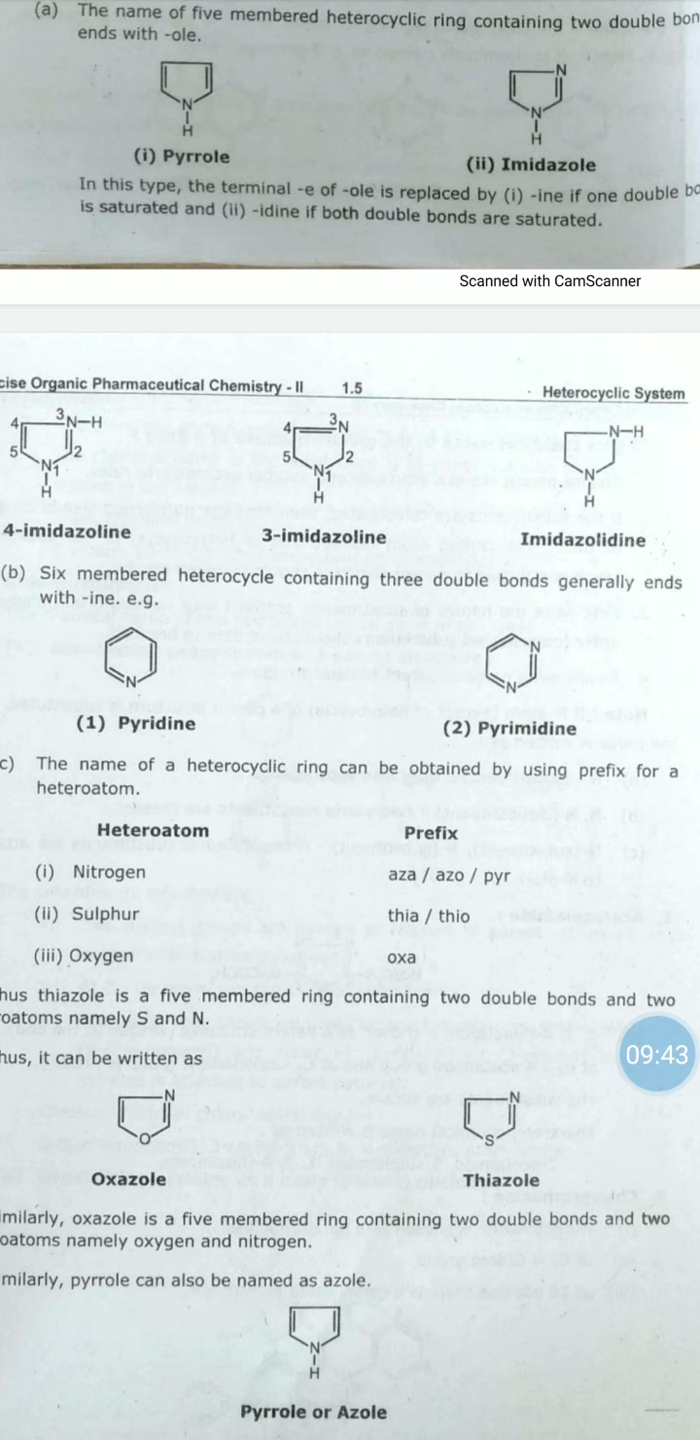 (a) The name of five membered heterocyclic ring containing two double bon
ends with -ole.
N
H
N
N
H
(i) Pyrrole
(ii) Imidazole
In this type, the terminal -e of -ole is replaced by (i) -ine if one double bo
is saturated and (ii) -idine if both double bonds are saturated.
Scanned with CamScanner
cise Organic Pharmaceutical Chemistry - II 1.5 Heterocyclic System
4 3 N-H
5 2
N1
H
4 3 N
5 2
N1
H
N-H
N
H
4-imidazoline
3-imidazoline
Imidazolidine
(b) Six membered heterocycle containing three double bonds generally ends
with -ine. e.g.
N
N
N
(1) Pyridine
(2) Pyrimidine
c) The name of a heterocyclic ring can be obtained by using prefix for a
heteroatom.
Heteroatom Prefix
(i) Nitrogen aza / azo / pyr
(ii) Sulphur thia / thio
(iii) Oxygen oxa
hus thiazole is a five membered ring containing two double bonds and two
oatoms namely S and N.
09:43
hus, it can be written as
N
O
N
S
Oxazole
Thiazole
imilarly, oxazole is a five membered ring containing two double bonds and two
oatoms namely oxygen and nitrogen.
milarly, pyrrole can also be named as azole.
N
H
Pyrrole or Azole